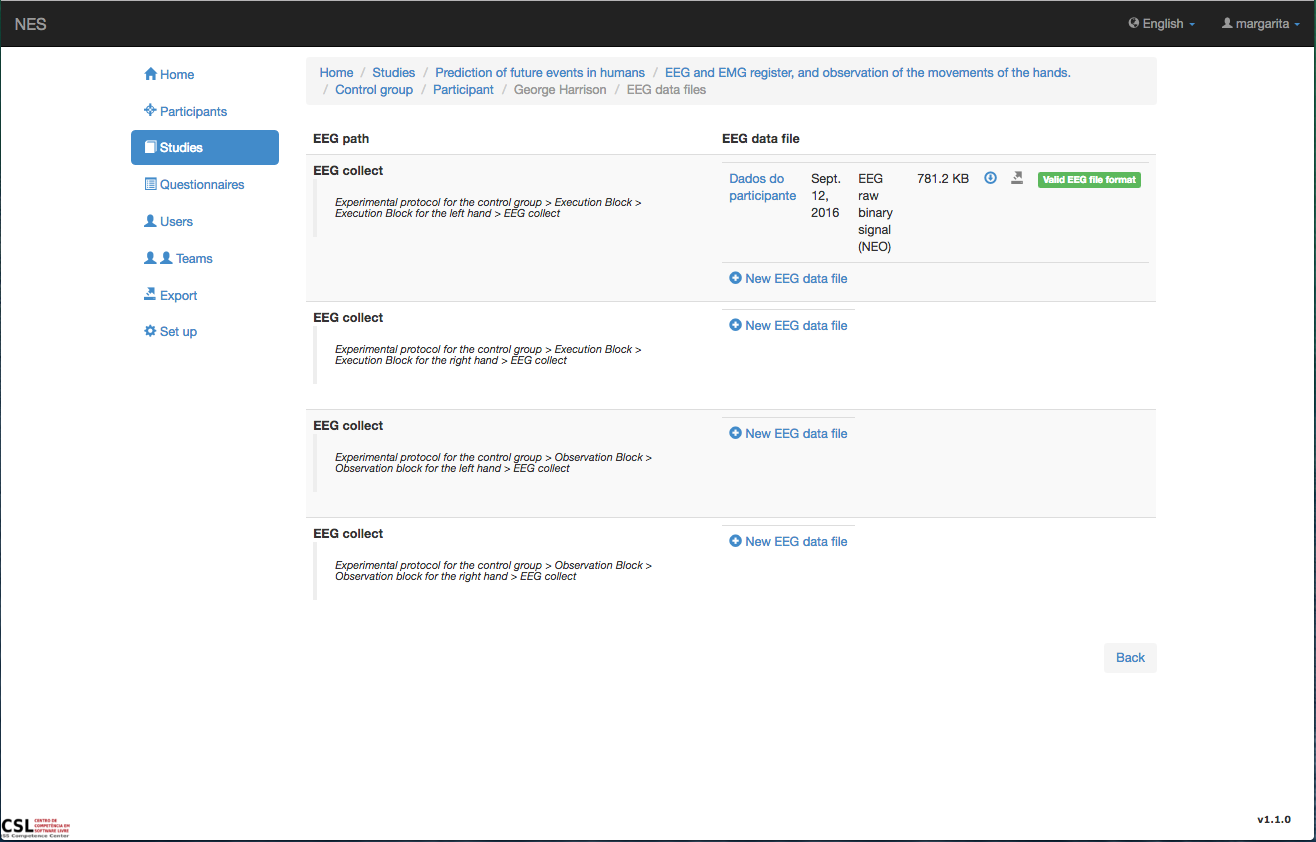 NES
English
margarita
Home
Participants
Studies
Questionnaires
Users
Teams
Export
Set up
Home / Studies / Prediction of future events in humans / EEG and EMG register, and observation of the movements of the hands.
/ Control group / Participant / George Harrison / EEG data files
EEG path
EEG data file
EEG collect
Experimental protocol for the control group > Execution Block >
Execution Block for the left hand > EEG collect
Dados do
participante
Sept.
12,
2016
EEG
raw
binary
signal
(NEO)
781.2 KB
Valid EEG file format
New EEG data file
EEG collect
Experimental protocol for the control group > Execution Block >
Execution Block for the right hand > EEG collect
New EEG data file
EEG collect
Experimental protocol for the control group > Observation Block >
Observation block for the left hand > EEG collect
New EEG data file
EEG collect
Experimental protocol for the control group > Observation Block >
Observation block for the right hand > EEG collect
New EEG data file
Back
CSL
CENTRO DE
COMPETÊNCIA EM
SOFTWARE LIVRE
Competence Center
v1.1.0